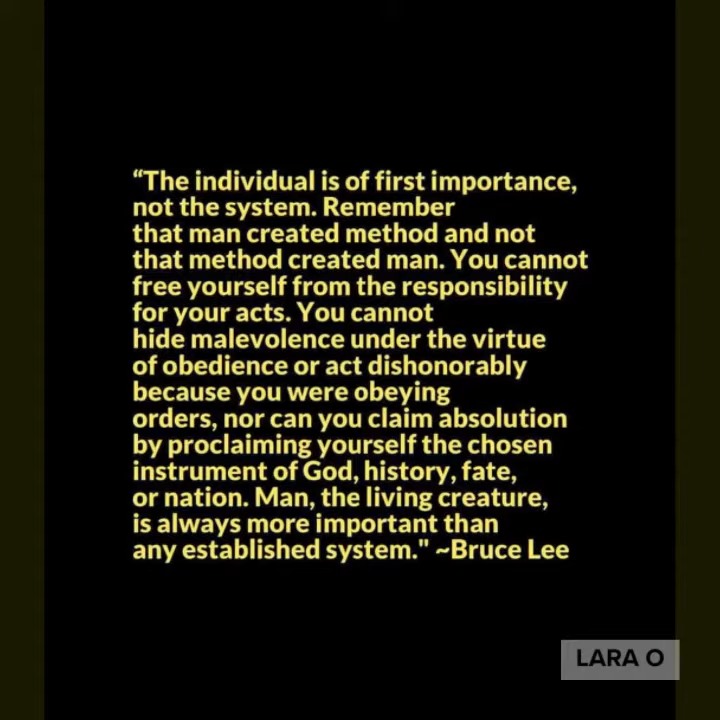 “The individual is of first importance,
not the system. Remember
that man created method and not
that method created man. You cannot
free yourself from the responsibility
for your acts. You cannot
hide malevolence under the virtue
of obedience or act dishonorably
because you were obeying
orders, nor can you claim absolution
by proclaiming yourself the chosen
instrument of God, history, fate,
or nation. Man, the living creature,
is always more important than
any established system." ~Bruce Lee
LARA O